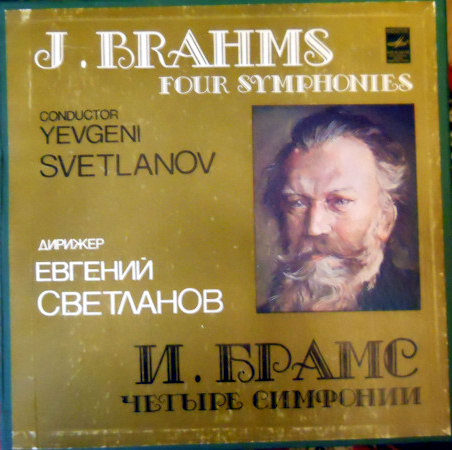 J. BRAHMS
FOUR SYMPHONIES
CONDUCTOR
YEVGENI
SVETLANOV
ДИРИЖЕР
ЕВГЕНИЙ
СВЕТЛАНОВ
И. БРАМС
ЧЕТЫРЕ СИМФОНИИ